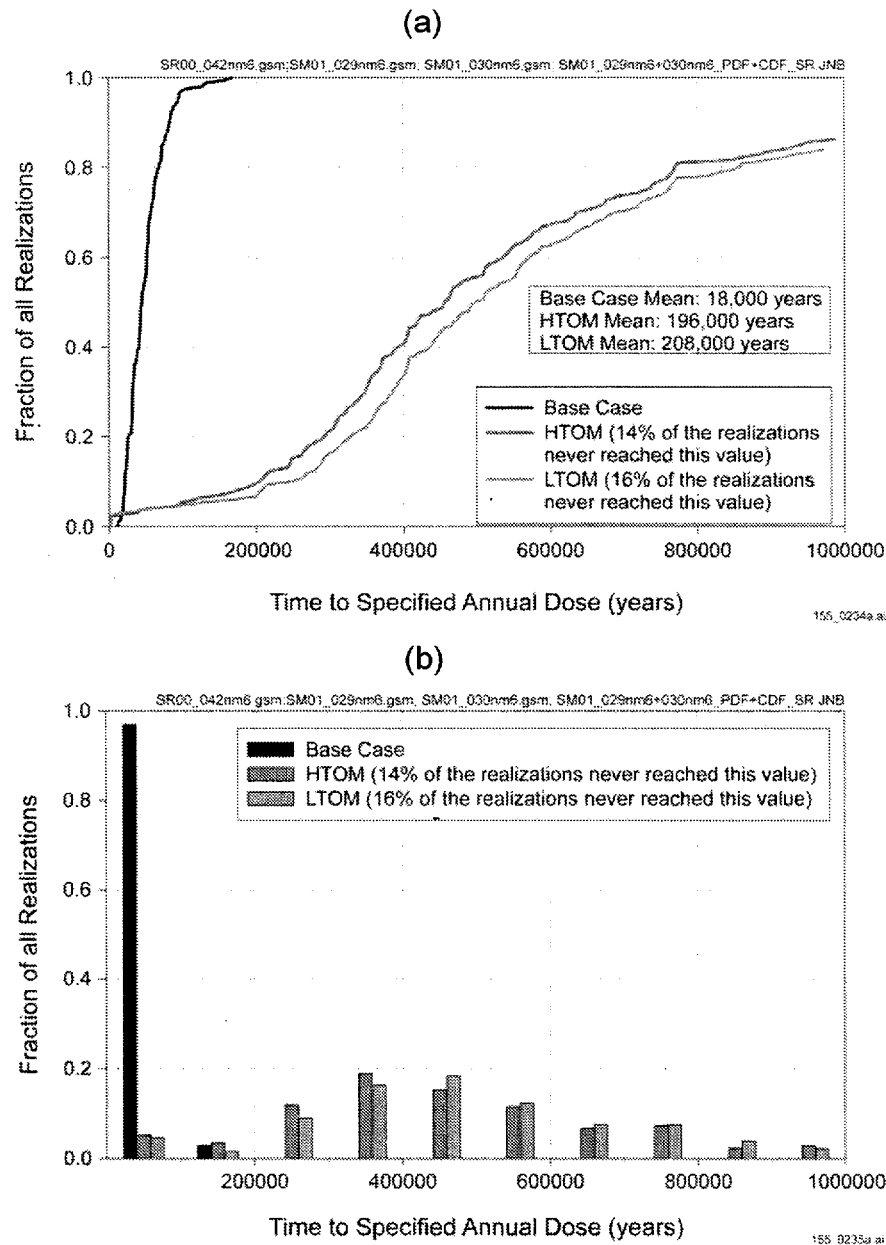 (a)
SR00_042nm6.gsm;SM01_029nm6.gsm; SM01_030nm6.gsm; SM01_029nm6+030nm6_PDF+CDF_SR.JNB
Fraction of all Realizations
1.0
0.8
0.6
0.4
0.2
0.0
Base Case Mean: 18,000 years
HTOM Mean: 196,000 years
LTOM Mean: 208,000 years
Base Case
HTOM (14% of the realizations
never reached this value)
LTOM (16% of the realizations
never reached this value)
0 200000 400000 600000 800000 1000000
Time to Specified Annual Dose (years)
155_0234a.ai
(b)
SR00_042nm6.gsm;SM01_029nm6.gsm, SM01_030nm6.gsm, SM01_029nm6+030nm6_PDF+CDF_SR.JNB
Fraction of all Realizations
1.0
0.8
0.6
0.4
0.2
0.0
Base Case
HTOM (14% of the realizations never reached this value)
LTOM (16% of the realizations never reached this value)
200000 400000 600000 800000 1000000
Time to Specified Annual Dose (years)
155_0235a.ai